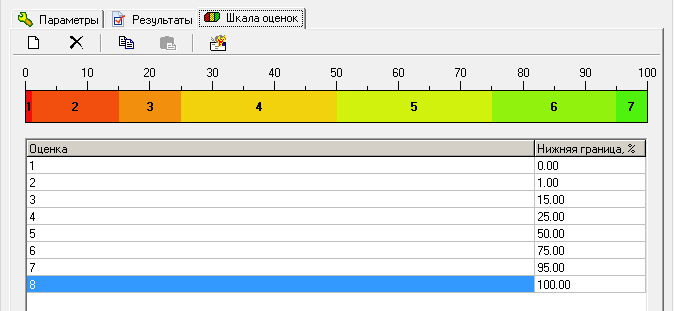 Параметры Результаты Шкала оценок
0 10 20 30 40 50 60 70 80 90 100
1 2 3 4 5 6 7
Оценка Нижняя граница, %
1 0.00
2 1.00
3 15.00
4 25.00
5 50.00
6 75.00
7 95.00
8 100.00